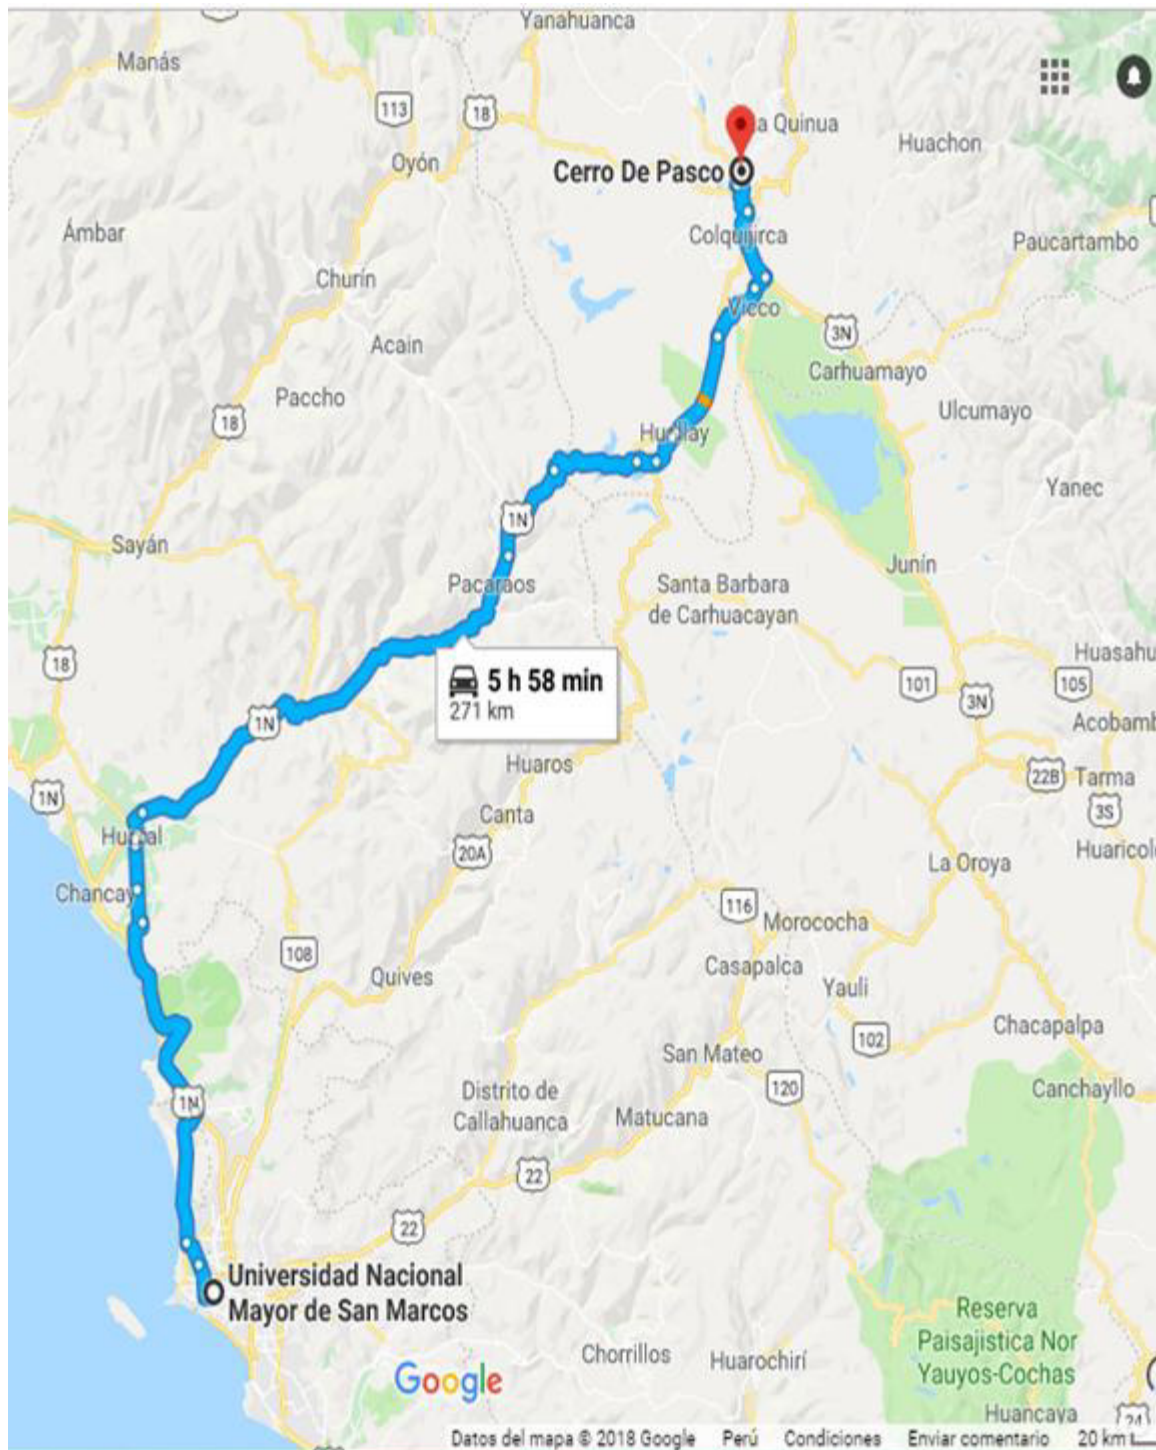 Yanahuanca
Manás
113
18
a Quinua
Oyón
Huachon
Cerro De Pasco
Ámbar
Colquijirca
Paucartambo
Churín
Vicco
3N
Acain
Carhuamayo
Paccho
Ulcumayo
18
Huayllay
Yanec
1N
Sayán
Junín
Pacaraos
Santa Barbara
de Carhuacayan
18
Huasahu
5 h 58 min
271 km
101
105
3N
1N
Acobamb
Huaros
22B
Tarma
1N
3S
Canta
Huaral
20A
Huaricol
La Oroya
Chancay
116
Morococha
108
Casapalca
Quives
Yauli
Chacapalpa
102
San Mateo
120
Canchayllo
Distrito de
Callahuanca
1N
Matucana
22
22
Universidad Nacional
Mayor de San Marcos
Reserva
Paisajistica Nor
Yauyos-Cochas
Chorrillos
Huarochirí
Google
Huancaya
24
Datos del mapa © 2018 Google Perú Condiciones Enviar comentario 20 km